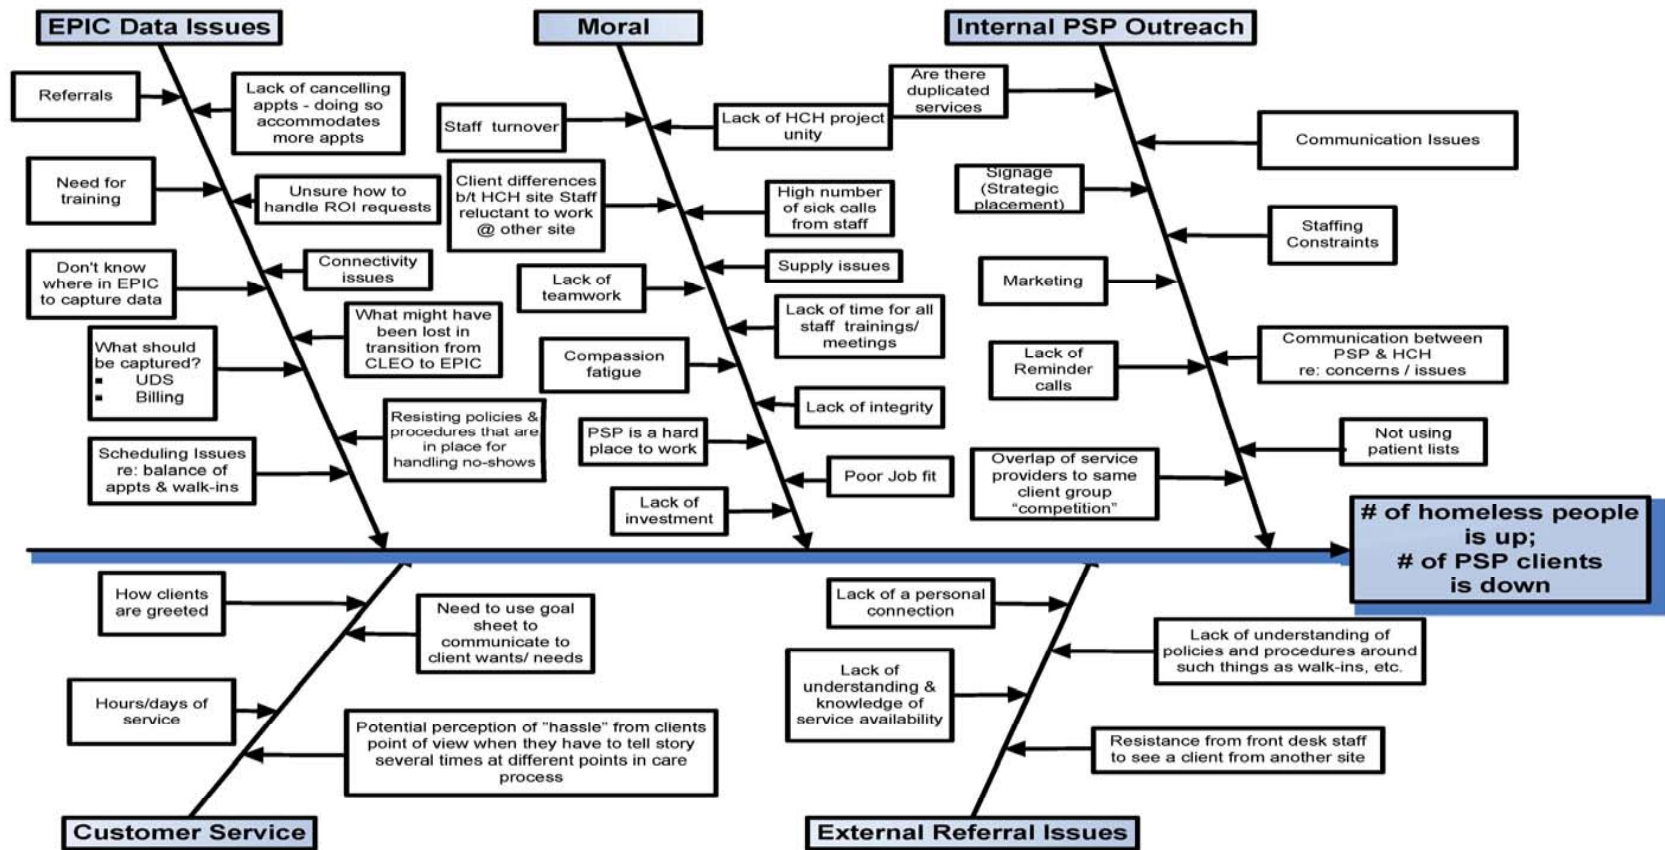 EPIC Data Issues
Moral
Internal PSP Outreach
Referrals
Lack of cancelling
appts - doing so
accommodates
more appts
Need for
training
Unsure how to
handle ROI requests
Connectivity
issues
Don't know
where in EPIC
to capture data
What might have
been lost in
transition from
CLEO to EPIC
What should
be captured?
▪ UDS
▪ Billing
Resisting policies &
procedures that are
in place for
handling no-shows
Scheduling Issues
re: balance of
appts & walk-ins
Staff turnover
Lack of HCH project
unity
Client differences
b/t HCH site Staff
reluctant to work
@ other site
High number
of sick calls
from staff
Supply issues
Lack of
teamwork
Lack of time for all
staff trainings/
meetings
Compassion
fatigue
Lack of integrity
PSP is a hard
place to work
Poor Job fit
Lack of
investment
Are there
duplicated
services
Communication Issues
Signage
(Strategic
placement)
Staffing
Constraints
Marketing
Communication between
PSP & HCH
re: concerns / issues
Lack of
Reminder
calls
Not using
patient lists
Overlap of service
providers to same
client group
“competition”
# of homeless people
is up;
# of PSP clients
is down
How clients
are greeted
Need to use goal
sheet to
communicate to
client wants/ needs
Hours/days of
service
Potential perception of "hassle" from clients
point of view when they have to tell story
several times at different points in care
process
Customer Service
Lack of a personal
connection
Lack of understanding of
policies and procedures around
such things as walk-ins, etc.
Lack of
understanding &
knowledge of
service availability
Resistance from front desk staff
to see a client from another site
External Referral Issues